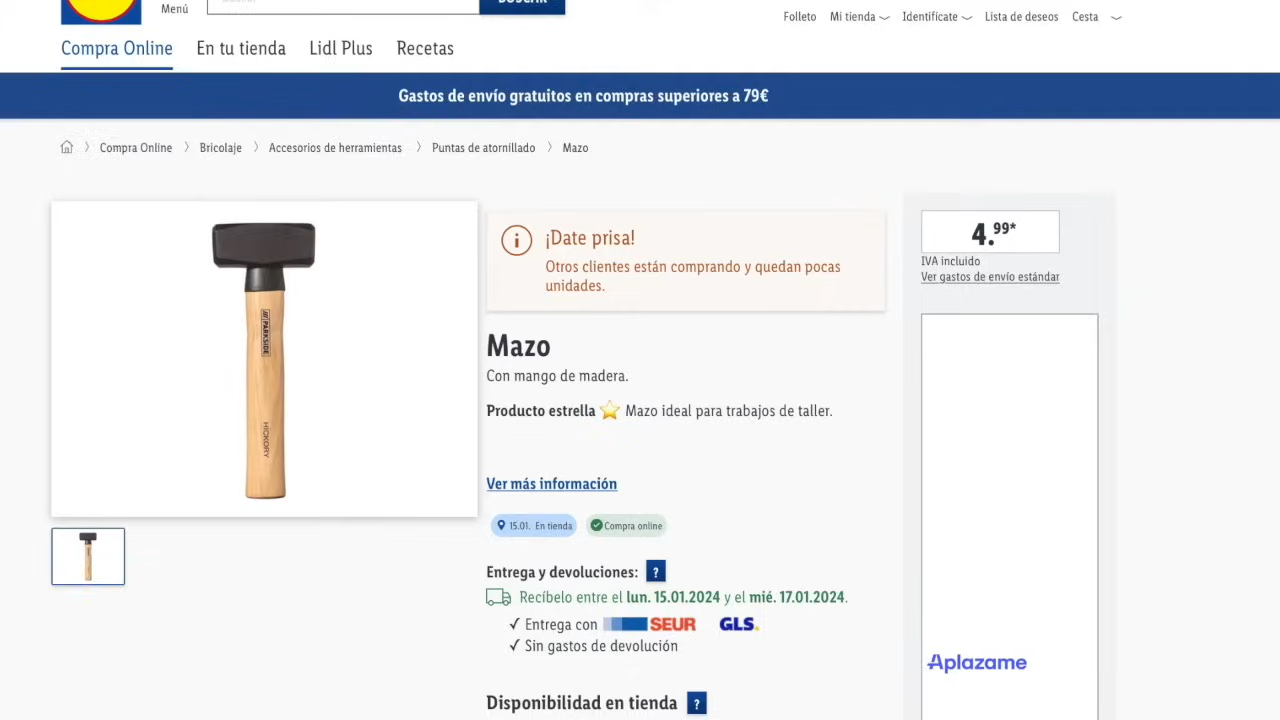 Menú
Folleto
Mi tienda
Identifícate
Lista de deseos
Cesta
Compra Online
En tu tienda
Lidl Plus
Recetas
Gastos de envío gratuitos en compras superiores a 79€
Compra Online
Bricolaje
Accesorios de herramientas
Puntas de atornillado
Mazo
PARKSIDE
HICKORY
¡Date prisa!
Otros clientes están comprando y quedan pocas
unidades.
Mazo
Con mango de madera.
Producto estrella ⭐ Mazo ideal para trabajos de taller.
Ver más información
15.01. En tienda
Compra online
Entrega y devoluciones: ?
Recíbelo entre el lun. 15.01.2024 y el mié. 17.01.2024.
✓ Entrega con SEUR GLS.
✓ Sin gastos de devolución
Disponibilidad en tienda ?
4.99*
IVA incluido
Ver gastos de envío estándar
Aplazame